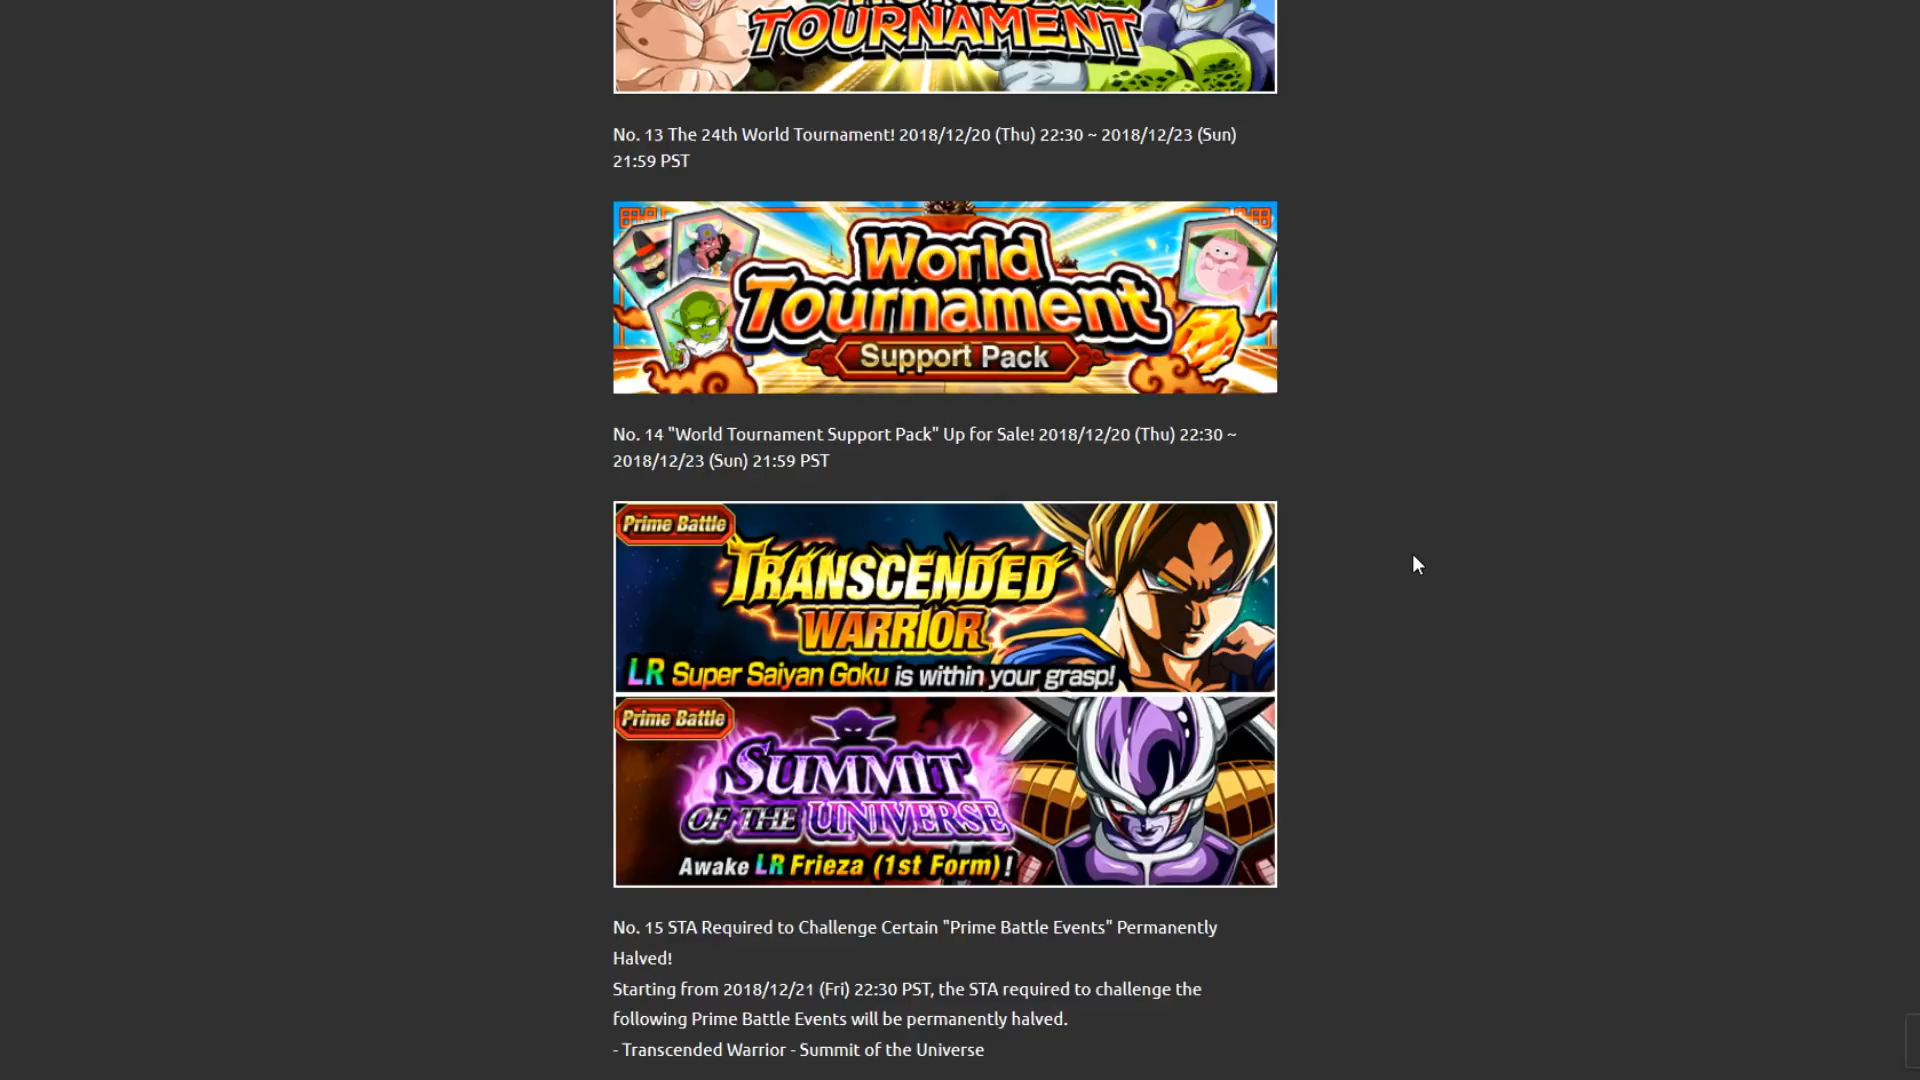 TOURNAMENT
No. 13 The 24th World Tournament! 2018/12/20 (Thu) 22:30 ~ 2018/12/23 (Sun)
21:59 PST
World
Tournament
Support Pack
No. 14 "World Tournament Support Pack" Up for Sale! 2018/12/20 (Thu) 22:30 ~
2018/12/23 (Sun) 21:59 PST
Prime Battle
TRANSCENDED
WARRIOR
LR Super Saiyan Goku is within your grasp!
Prime Battle
SUMMIT
OF THE UNIVERSE
Awake LR Frieza (1st Form)!
No. 15 STA Required to Challenge Certain "Prime Battle Events" Permanently
Halved!
Starting from 2018/12/21 (Fri) 22:30 PST, the STA required to challenge the
following Prime Battle Events will be permanently halved.
- Transcended Warrior - Summit of the Universe